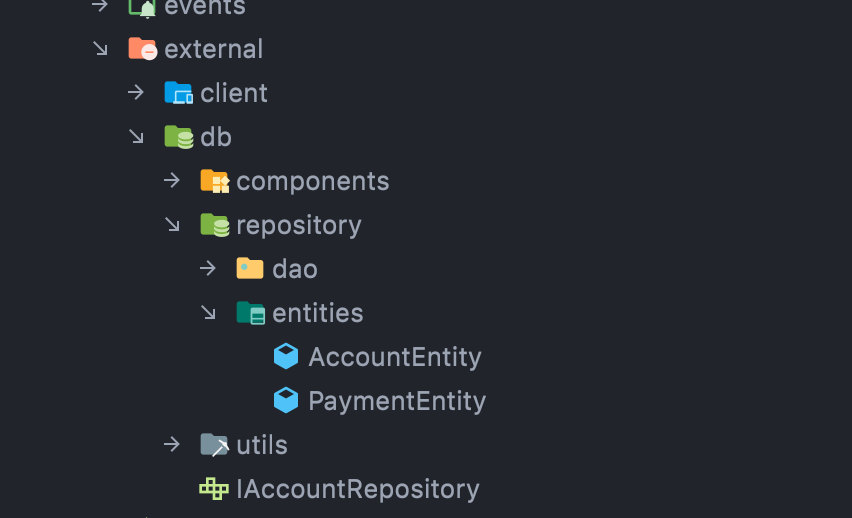 events
external
client
db
components
repository
dao
entities
AccountEntity
PaymentEntity
utils
IAccountRepository